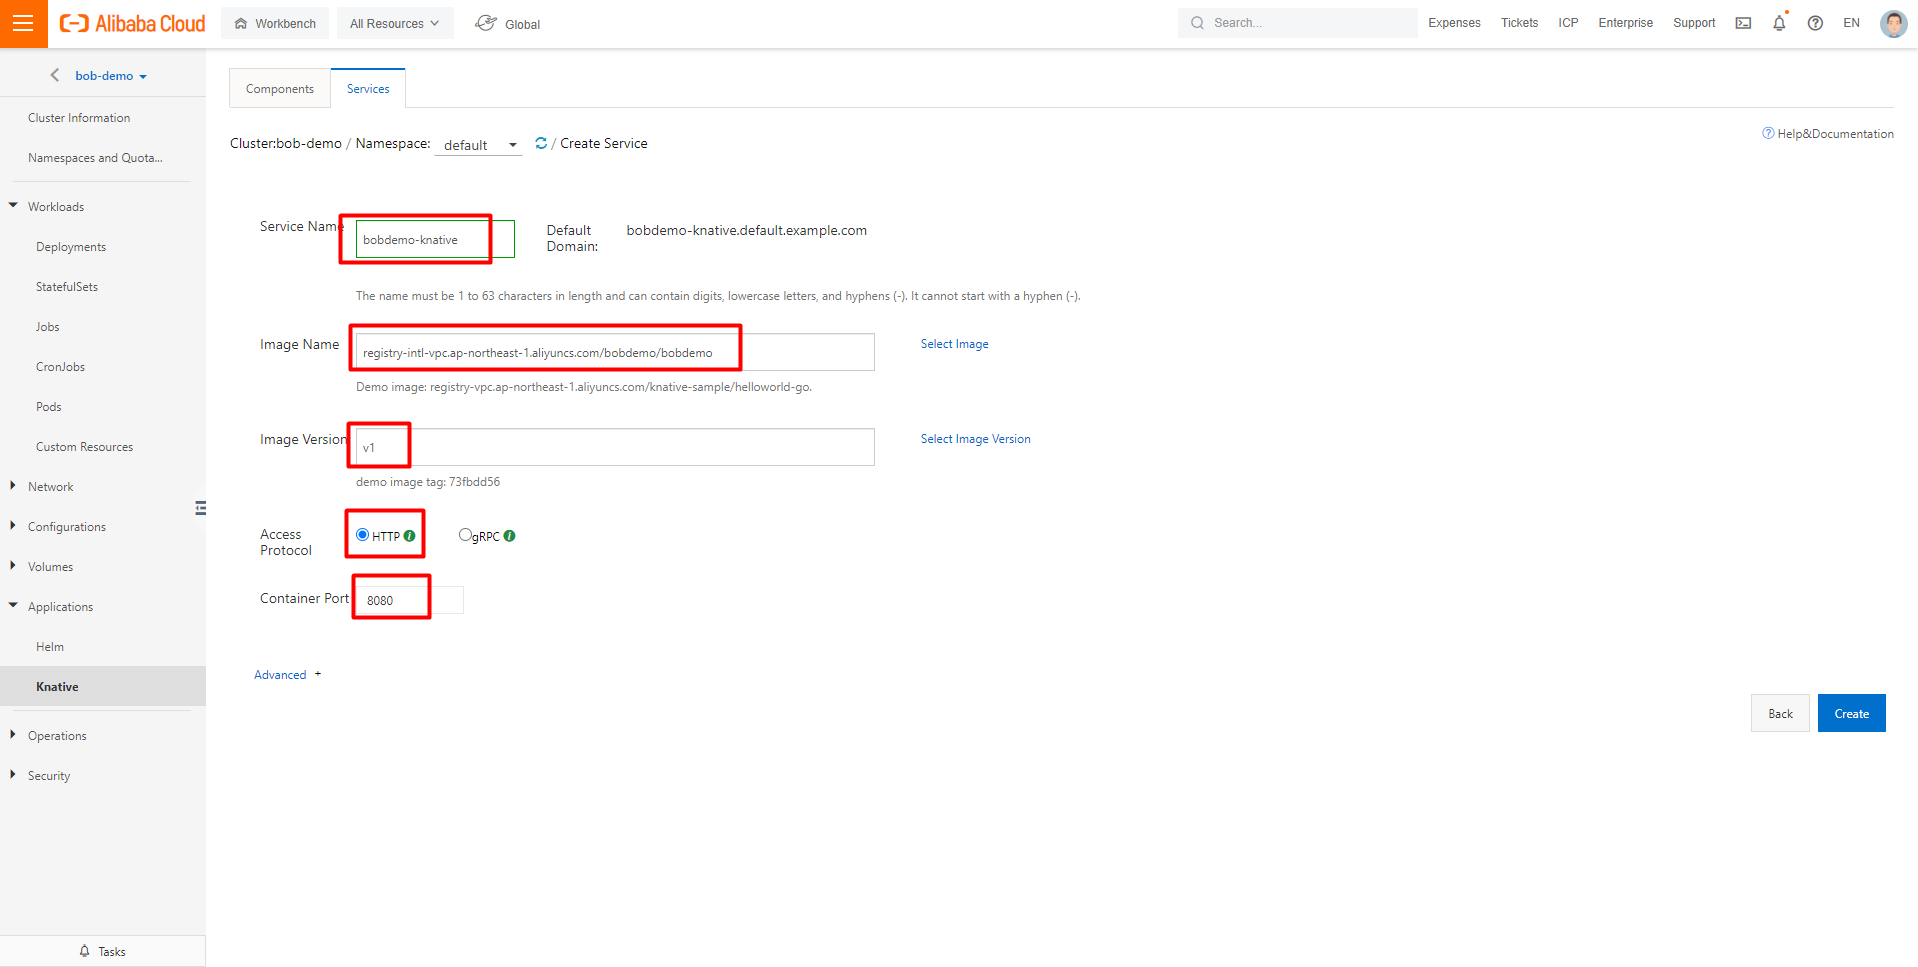 Alibaba Cloud
Workbench
All Resources
Global
Search...
Expenses
Tickets
ICP
Enterprise
Support
EN
bob-demo
Cluster Information
Namespaces and Quota...
Workloads
Deployments
StatefulSets
Jobs
CronJobs
Pods
Custom Resources
Network
Configurations
Volumes
Applications
Helm
Knative
Operations
Security
Tasks
Components
Services
Cluster:bob-demo / Namespace: default / Create Service
Help&Documentation
Service Name
bobdemo-knative
Default
Domain:
bobdemo-knative.default.example.com
The name must be 1 to 63 characters in length and can contain digits, lowercase letters, and hyphens (-). It cannot start with a hyphen (-).
Image Name
registry-intl-vpc.ap-northeast-1.aliyuncs.com/bobdemo/bobdemo
Select Image
Demo image: registry-vpc.ap-northeast-1.aliyuncs.com/knative-sample/helloworld-go.
Image Version
v1
Select Image Version
demo image tag: 73fbdd56
Access
Protocol
HTTP
gRPC
Container Port
8080
Advanced +
Back
Create